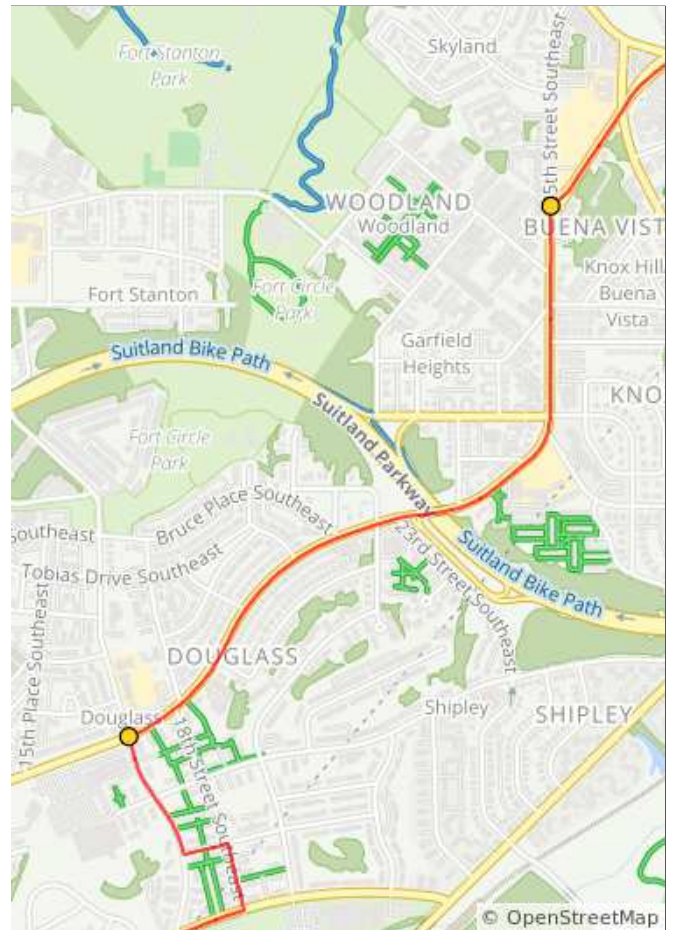 Fort Stanton
Park
Skyland
5th Street Southeast
WOODLAND
Woodland
BUENA VIST
Knox Hill
Buena
Vista
Fort Circle
Park
Fort Stanton
Garfield
Heights
Suitland Bike Path
KNO
Suitland Parkway
Fort Circle
Park
Bruce Place Southeast
outheast
Tobias Drive Southeast
23rd Street Southeast
Suitland Bike Path
15th Place Southeast
DOUGLASS
Douglass
Shipley
SHIPLEY
18th Street Southeast
© OpenStreetMap